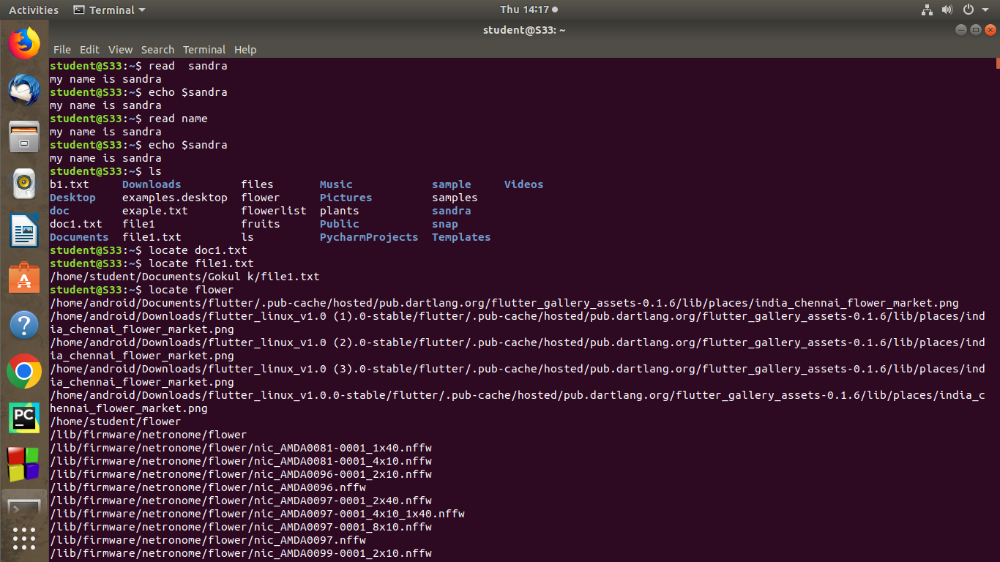 Activities Terminal Thu 14:17
student@S33: ~
File Edit View Search Terminal Help
student@S33:~$ read  sandra
my name is sandra
student@S33:~$ echo $sandra
my name is sandra
student@S33:~$ read name
my name is sandra
student@S33:~$ echo $sandra
my name is sandra
student@S33:~$ ls
b1.txt     Downloads         files       Music            sample     Videos
Desktop    examples.desktop  flower      Pictures         samples
doc        exaple.txt        flowerlist  plants           sandra
doc1.txt   file1             fruits      Public           snap
Documents  file1.txt         ls          PycharmProjects  Templates
student@S33:~$ locate doc1.txt
student@S33:~$ locate file1.txt
/home/student/Documents/Gokul k/file1.txt
student@S33:~$ locate flower
/home/android/Documents/flutter/.pub-cache/hosted/pub.dartlang.org/flutter_gallery_assets-0.1.6/lib/places/india_chennai_flower_market.png
/home/android/Downloads/flutter_linux_v1.0 (1).0-stable/flutter/.pub-cache/hosted/pub.dartlang.org/flutter_gallery_assets-0.1.6/lib/places/ind
ia_chennai_flower_market.png
/home/android/Downloads/flutter_linux_v1.0 (2).0-stable/flutter/.pub-cache/hosted/pub.dartlang.org/flutter_gallery_assets-0.1.6/lib/places/ind
ia_chennai_flower_market.png
/home/android/Downloads/flutter_linux_v1.0 (3).0-stable/flutter/.pub-cache/hosted/pub.dartlang.org/flutter_gallery_assets-0.1.6/lib/places/ind
ia_chennai_flower_market.png
/home/android/Downloads/flutter_linux_v1.0.0-stable/flutter/.pub-cache/hosted/pub.dartlang.org/flutter_gallery_assets-0.1.6/lib/places/india_c
hennai_flower_market.png
/home/student/flower
/lib/firmware/netronome/flower
/lib/firmware/netronome/flower/nic_AMDA0081-0001_1x40.nffw
/lib/firmware/netronome/flower/nic_AMDA0081-0001_4x10.nffw
/lib/firmware/netronome/flower/nic_AMDA0096-0001_2x10.nffw
/lib/firmware/netronome/flower/nic_AMDA0096.nffw
/lib/firmware/netronome/flower/nic_AMDA0097-0001_2x40.nffw
/lib/firmware/netronome/flower/nic_AMDA0097-0001_4x10_1x40.nffw
/lib/firmware/netronome/flower/nic_AMDA0097-0001_8x10.nffw
/lib/firmware/netronome/flower/nic_AMDA0097.nffw
/lib/firmware/netronome/flower/nic_AMDA0099-0001_2x10.nffw
PC